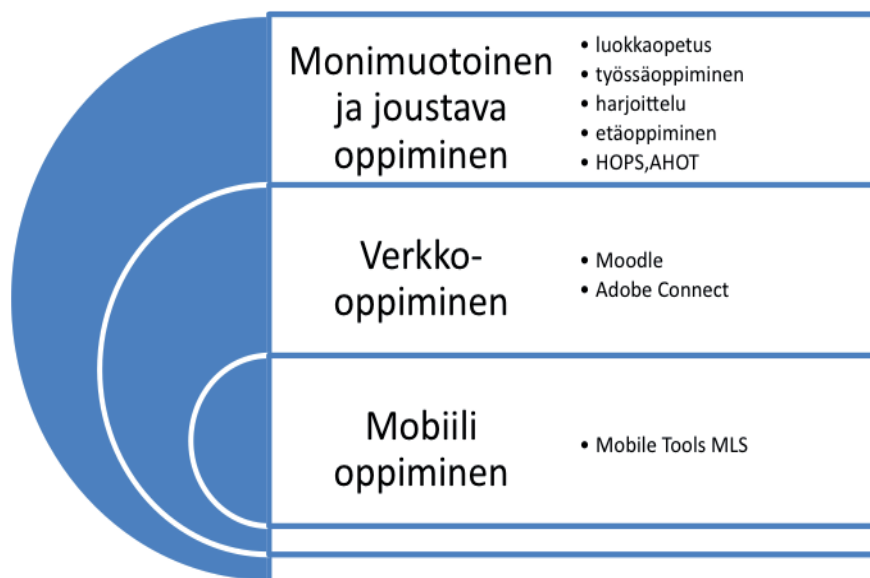 Monimuotoinen
ja joustava
oppiminen
• luokkaopetus
• työssäoppiminen
• harjoittelu
• etäoppiminen
• HOPS,AHOT
Verkko-
oppiminen
• Moodle
• Adobe Connect
Mobiili
oppiminen
• Mobile Tools MLS